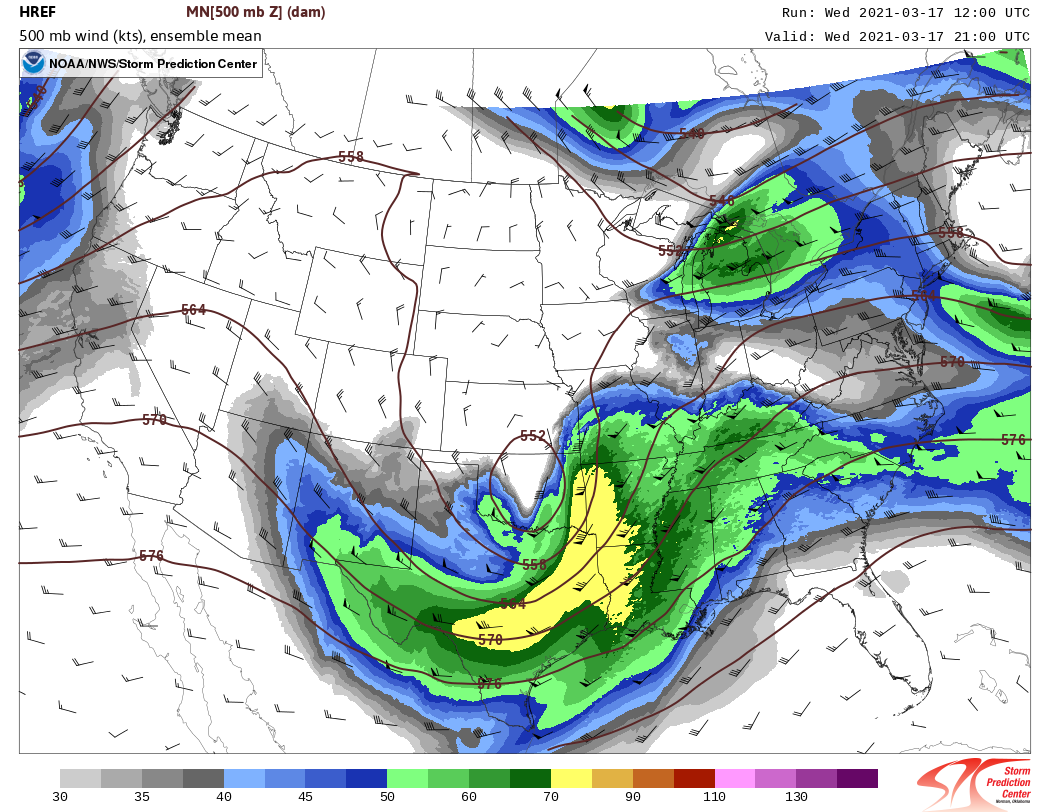 HREF MN[500 mb Z] (dam) Run: Wed 2021-03-17 12:00 UTC
500 mb wind (kts), ensemble mean Valid: Wed 2021-03-17 21:00 UTC
NOAA/NWS/Storm Prediction Center
540
558
546
552
558
564
564
570
570
552
576
576
558
564
570
576
30 35 40 45 50 60 70 90 110 130
Storm
Prediction
Center
Norman, Oklahoma